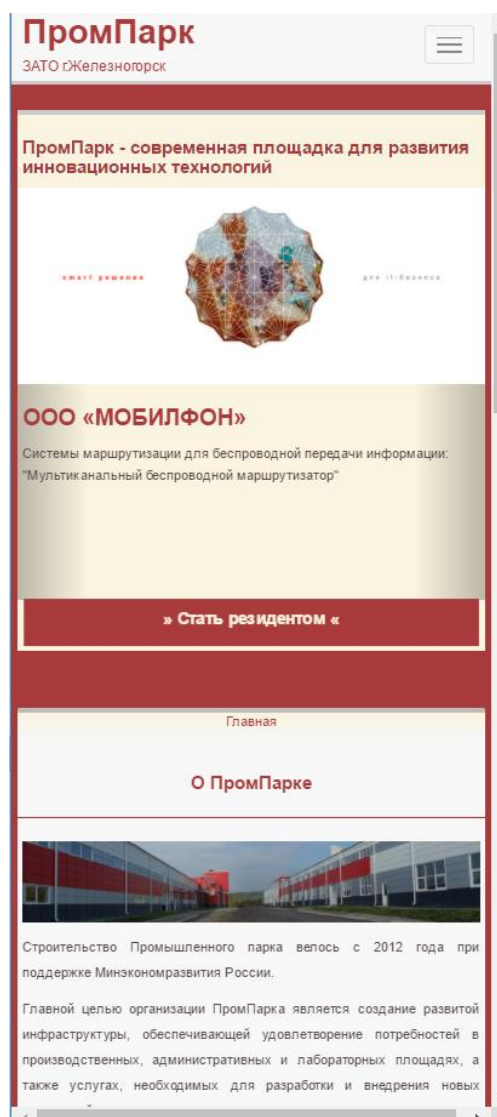 ПромПарк
ЗАТО г.Железногорск
ПромПарк - современная площадка для развития
инновационных технологий
smart решения
для it-бизнеса
ООО «МОБИЛФОН»
Системы маршрутизации для беспроводной передачи информации:
"Мультиканальный беспроводной маршрутизатор"
» Стать резидентом «
Главная
О ПромПарке
Строительство Промышленного парка велось с 2012 года при
поддержке Минэкономразвития России.
Главной целью организации ПромПарка является создание развитой
инфраструктуры, обеспечивающей удовлетворение потребностей в
производственных, административных и лабораторных площадях, а
также услугах, необходимых для разработки и внедрения новых